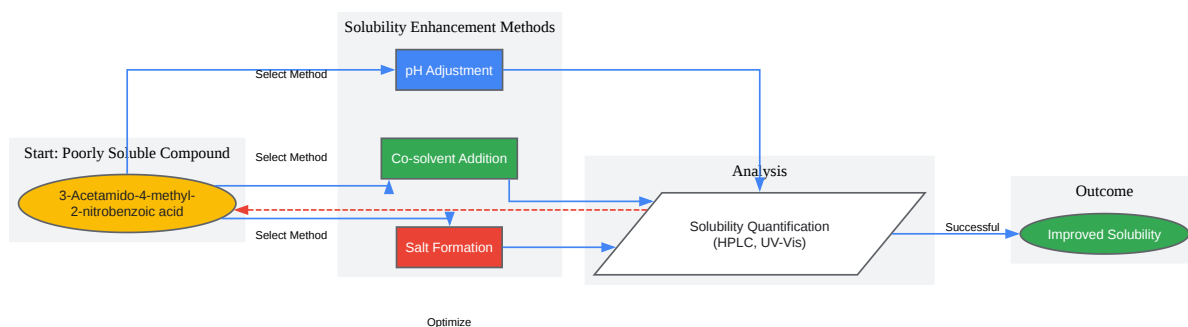 Solubility Enhancement Methods
Select Method
pH Adjustment
Start: Poorly Soluble Compound
Select Method
Co-solvent Addition
Analysis
3-Acetamido-4-methyl-
2-nitrobenzoic acid
Outcome
Select Method
Salt Formation
Solubility Quantification
(HPLC, UV-Vis)
Successful
Improved Solubility
Optimize